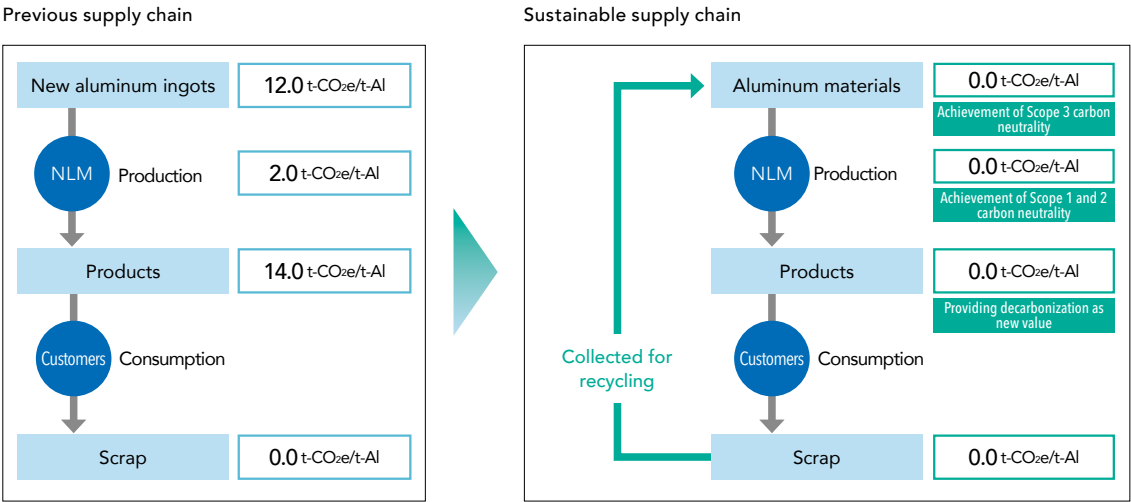 Previous supply chain
New aluminum ingots
12.0 t-CO2e/t-Al
NLM
Production
2.0 t-CO2e/t-Al
Products
14.0 t-CO2e/t-Al
Customers
Consumption
Scrap
0.0 t-CO2e/t-Al
Sustainable supply chain
Aluminum materials
0.0 t-CO2e/t-Al
Achievement of Scope 3 carbon
neutrality
NLM
Production
0.0 t-CO2e/t-Al
Achievement of Scope 1 and 2
carbon neutrality
Products
0.0 t-CO2e/t-Al
Providing decarbonization as
new value
Collected for
recycling
Customers
Consumption
Scrap
0.0 t-CO2e/t-Al